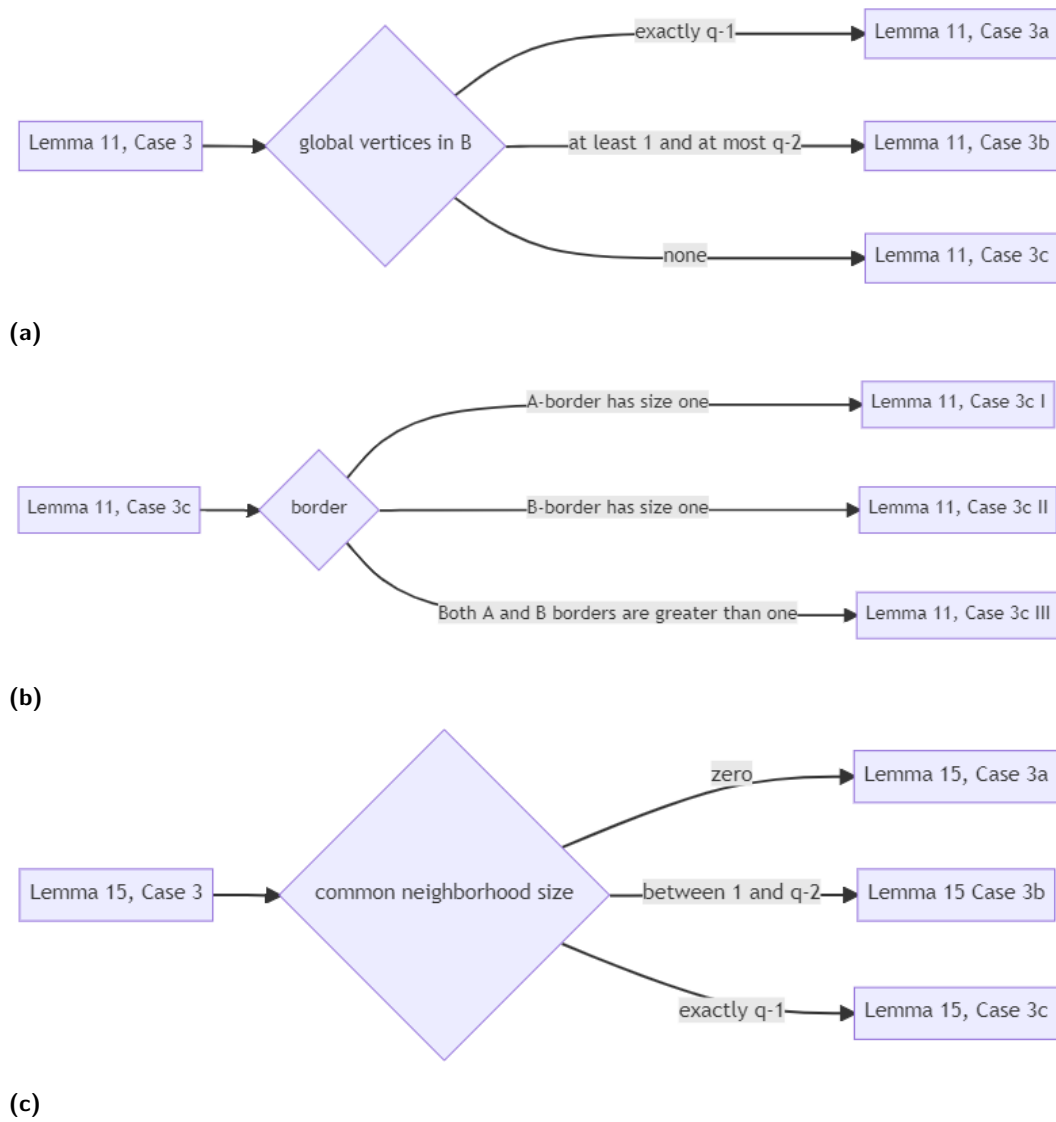 exactly q-1
Lemma 11, Case 3a
Lemma 11, Case 3
global vertices in B
at least 1 and at most q-2
Lemma 11, Case 3b
none
Lemma 11, Case 3c
(a)
A-border has size one
Lemma 11, Case 3c I
Lemma 11, Case 3c
border
B-border has size one
Lemma 11, Case 3c II
Both A and B borders are greater than one
Lemma 11, Case 3c III
(b)
zero
Lemma 15, Case 3a
Lemma 15, Case 3
common neighborhood size
between 1 and q-2
Lemma 15 Case 3b
exactly q-1
Lemma 15, Case 3c
(c)